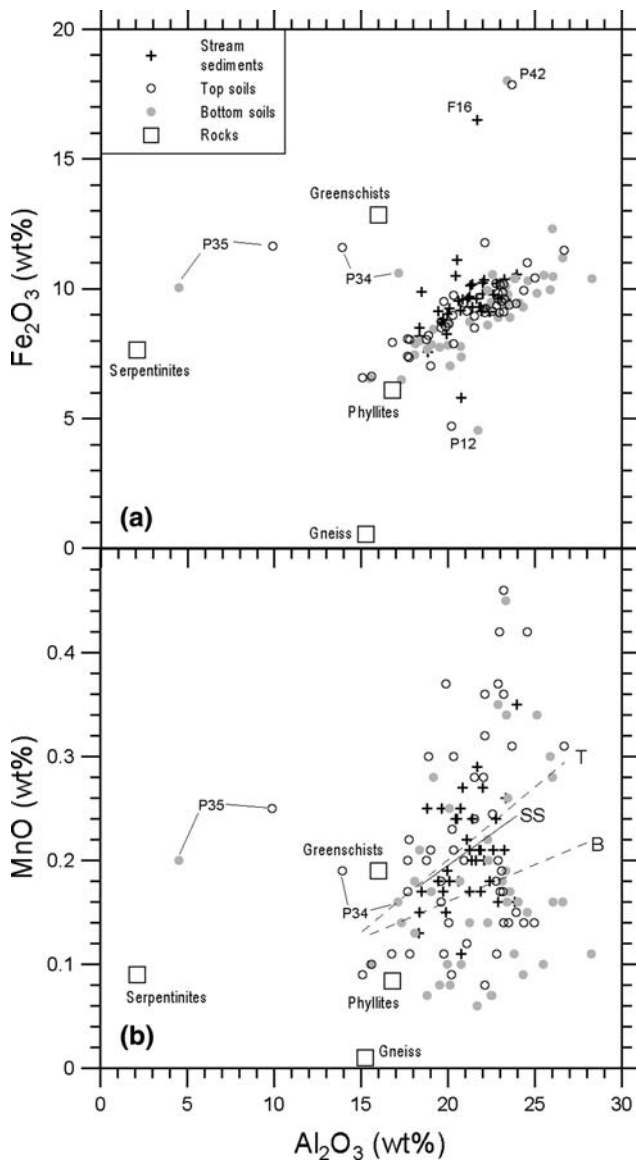 20
Stream
sediments
Top soils
Bottom soils
Rocks
P42
F16
15
Greenschists
P35
P34
10
Fe₂O₃ (wt%)
Serpentinites
Phyllites
5
P12
(a)
Gneiss
0
0.4
MnO (wt%)
0.3
T
P35
SS
B
Greenschists
0.2
P34
0.1
Serpentinites
Phyllites
(b)
Gneiss
0
0 5 10 15 20 25 30
Al₂O₃ (wt%)